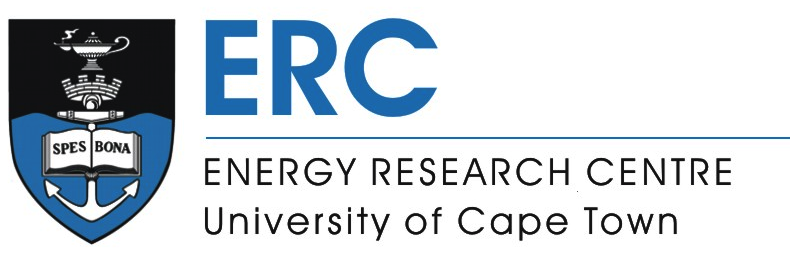 ERC
SPES BONA
ENERGY RESEARCH CENTRE
University of Cape Town